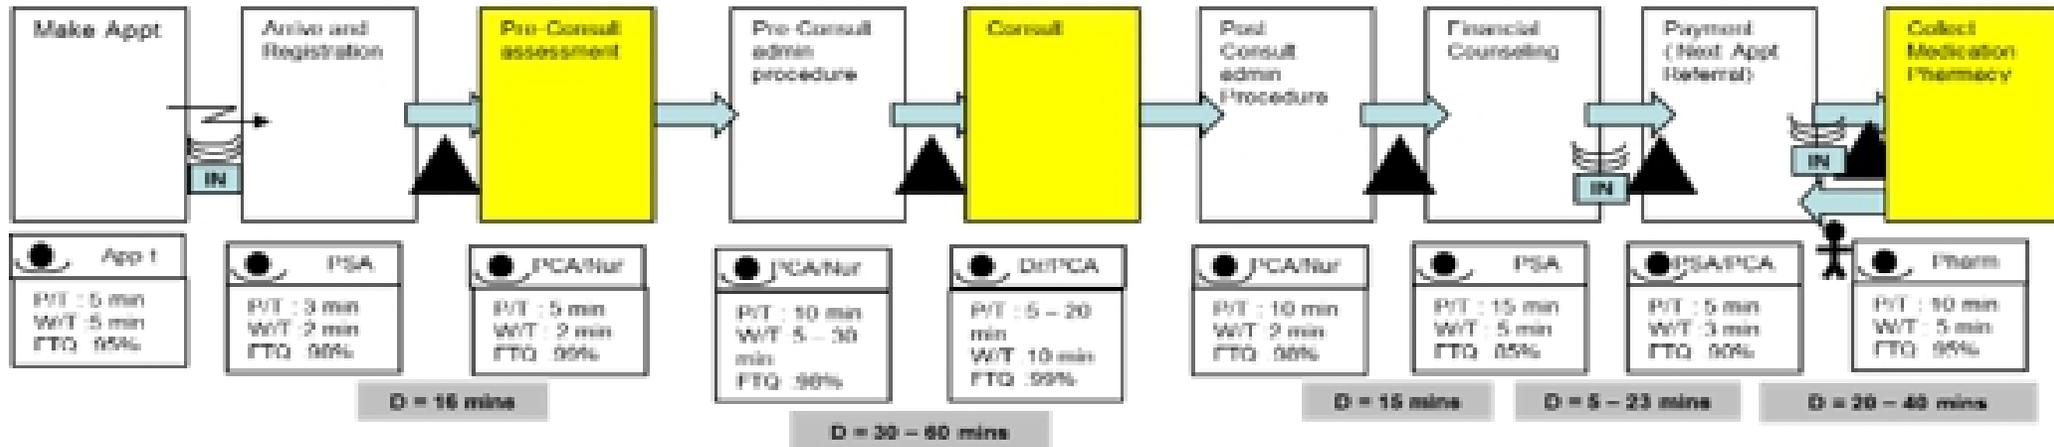 Make Appt
Arrive and
Registration
Pre-Consult
assessment
Pre-Consult
admin
procedure
Consult
Post
Consult
admin
Procedure
Financial
Counseling
Payment
( Next Appt
Referral)
Collect
Medication
Pharmacy
IN
IN
IN
App t
P/T : 5 min
W/T :5 min
FTQ :95%
PSA
P/T : 3 min
W/T :2 min
FTQ :98%
PCA/Nur
P/T : 5 min
W/T :2 min
FTQ :99%
PCA/Nur
P/T : 10 min
W/T 5 – 30
min
FTQ :98%
Dr/PCA
P/T : 5 – 20
min
W/T 10 min
FTQ :99%
PCA/Nur
P/T : 10 min
W/T 2 min
FTQ :98%
PSA
P/T : 15 min
W/T : 5 min
FTQ :85%
PSA/PCA
P/T : 5 min
W/T : 3 min
FTQ :90%
Pharm
P/T : 10 min
W/T : 5 min
FTQ :95%
D = 16 mins
D = 30 – 60 mins
D = 15 mins
D = 5 – 23 mins
D = 20 – 40 mins